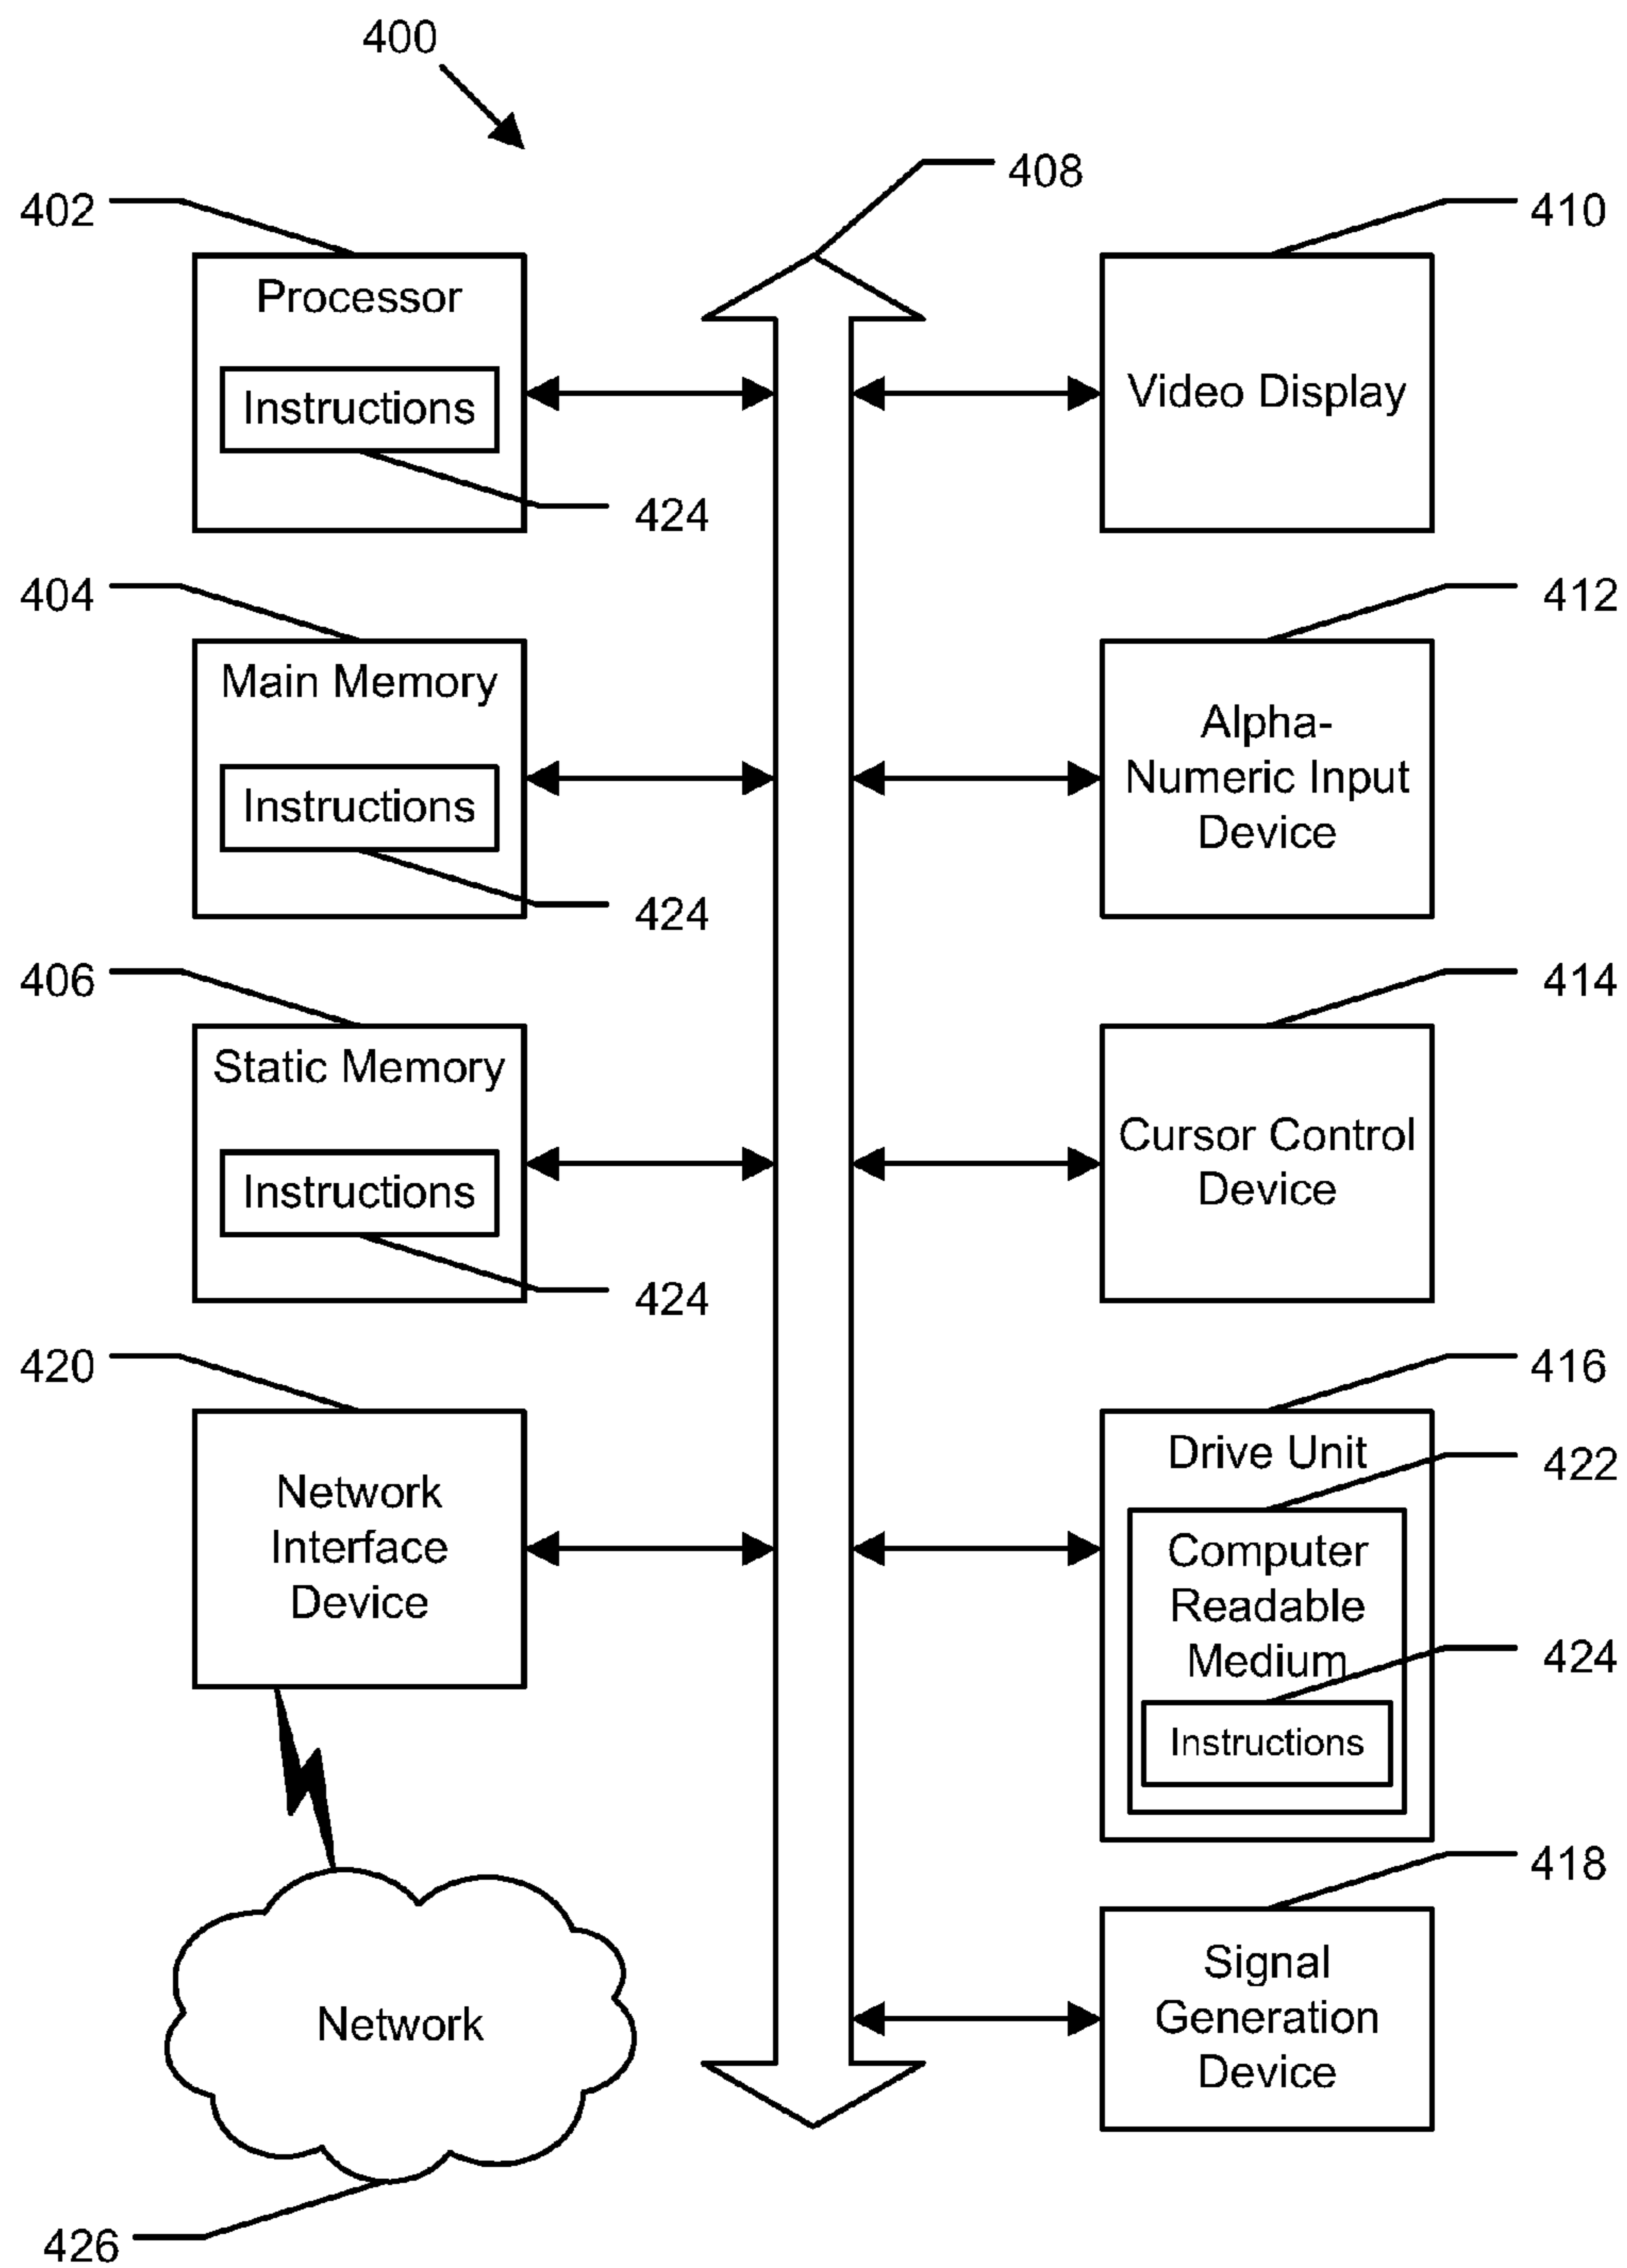 400
408
402
Processor
Instructions
424
410
Video Display
404
Main Memory
Instructions
424
412
Alpha-
Numeric Input
Device
406
Static Memory
Instructions
424
414
Cursor Control
Device
420
Network
Interface
Device
416
Drive Unit
422
Computer
Readable
Medium
424
Instructions
418
Signal
Generation
Device
Network
426